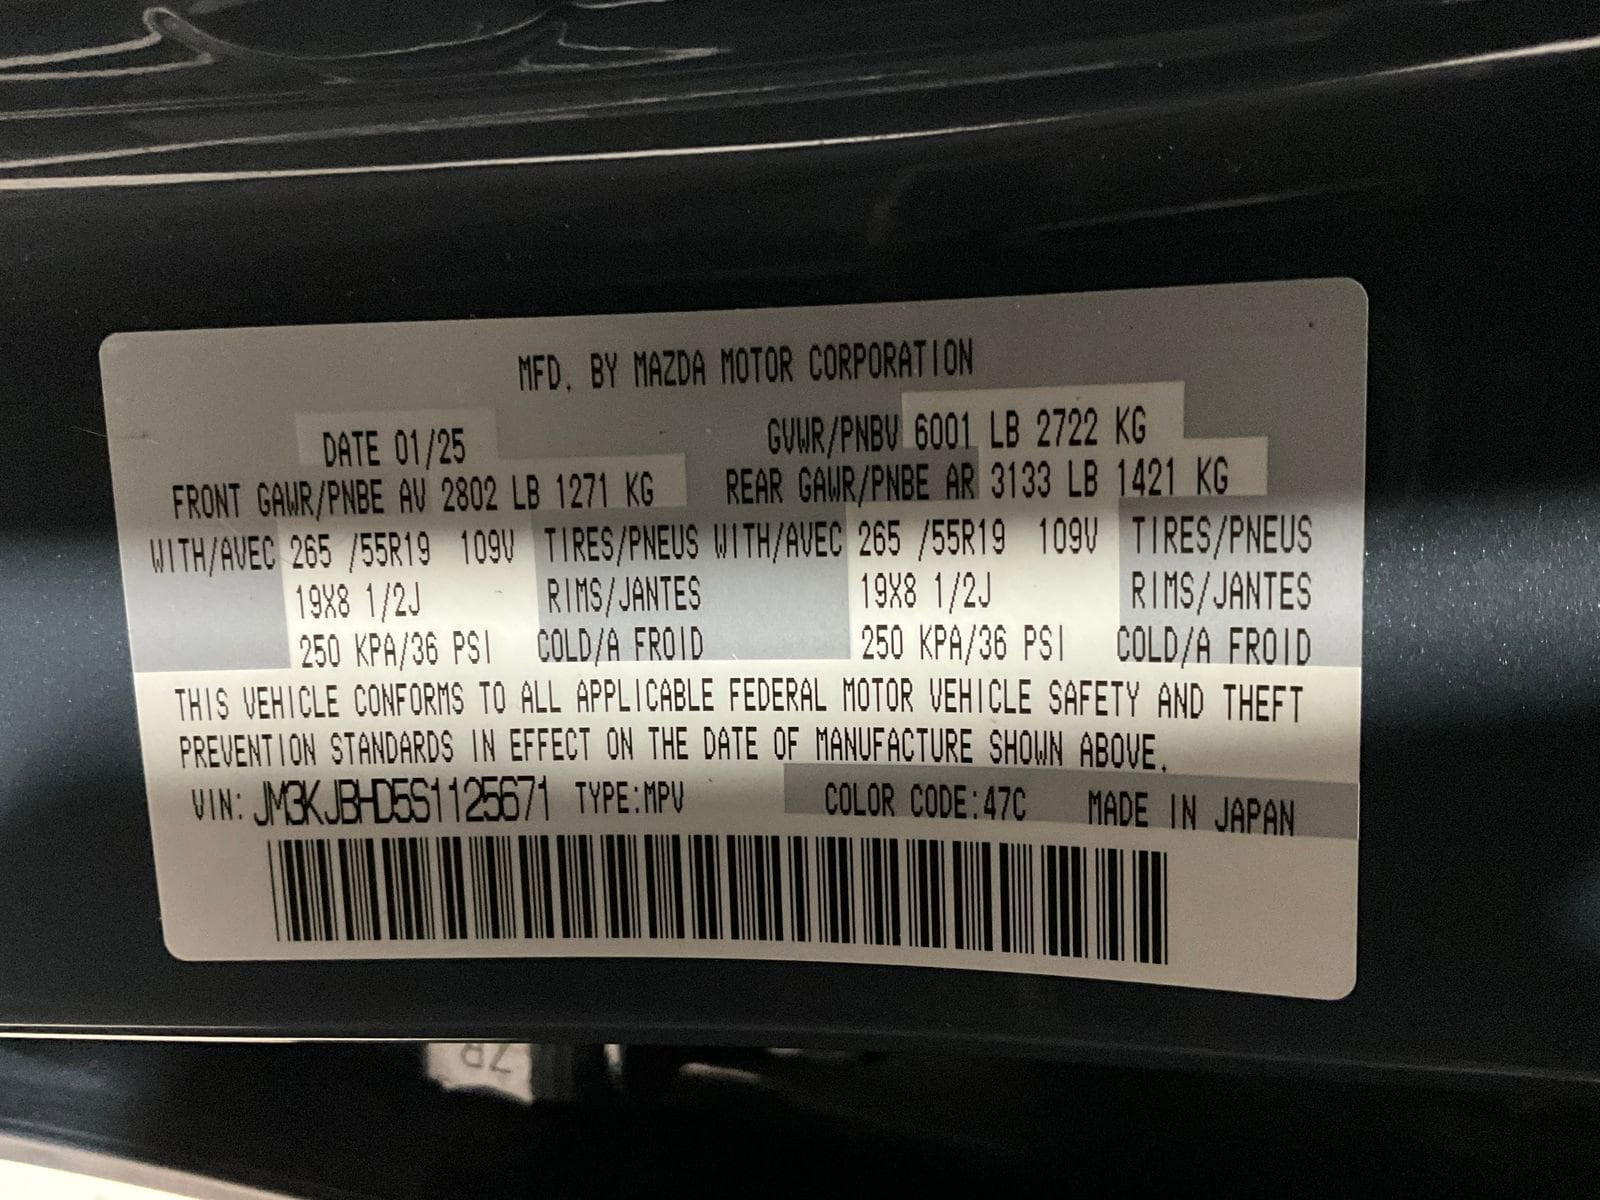 MFD. BY MAZDA MOTOR CORPORATION
DATE 01/25 GVWR/PNBV 6001 LB 2722 KG
FRONT GAWR/PNBE AV 2802 LB 1271 KG REAR GAWR/PNBE AR 3133 LB 1421 KG
WITH/AVEC 265 /55R19 109V TIRES/PNEUS WITH/AVEC 265 /55R19 109V TIRES/PNEUS
19X8 1/2J RIMS/JANTES 19X8 1/2J RIMS/JANTES
250 KPA/36 PSI COLD/A FROID 250 KPA/36 PSI COLD/A FROID
THIS VEHICLE CONFORMS TO ALL APPLICABLE FEDERAL MOTOR VEHICLE SAFETY AND THEFT
PREVENTION STANDARDS IN EFFECT ON THE DATE OF MANUFACTURE SHOWN ABOVE.
VIN: JM3KJBHD5S1125671 TYPE:MPV COLOR CODE:47C MADE IN JAPAN